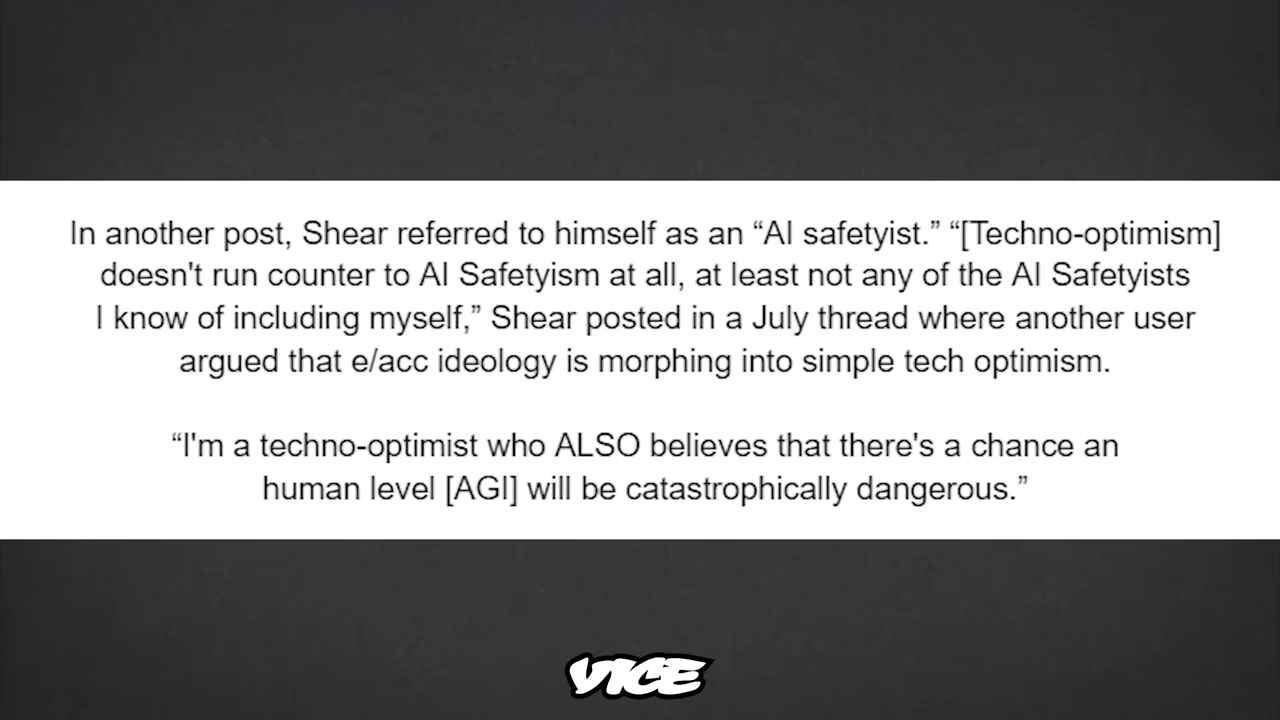 In another post, Shear referred to himself as an “AI safetyist.” “[Techno-optimism]
doesn't run counter to AI Safetyism at all, at least not any of the AI Safetyists
I know of including myself,” Shear posted in a July thread where another user
argued that e/acc ideology is morphing into simple tech optimism.
“I'm a techno-optimist who ALSO believes that there's a chance an
human level [AGI] will be catastrophically dangerous.”
VICE